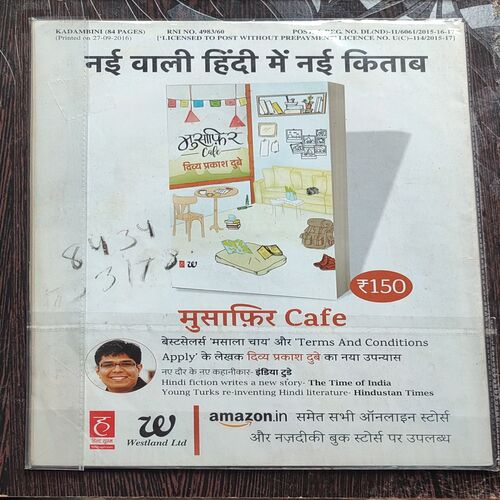 KADAMBINI (84 PAGES) RNI NO. 4983/60 POSTAL REG. NO. DL(ND)-11/6061/2015-16-17
(Printed on 27-09-2016) ['LICENSED TO POST WITHOUT PREPAYMENT' LICENCE NO. U(C)-114/2015-17]
नई वाली हिंदी में नई किताब
मुसाफ़िर
Cafe
दिव्य प्रकाश दुबे
8434
3178
₹150
मुसाफ़िर Cafe
बेस्टसेलर्स 'मसाला चाय' और 'Terms And Conditions
Apply' के लेखक दिव्य प्रकाश दुबे का नया उपन्यास
नए दौर के नए कहानीकार- इंडिया टुडे
Hindi fiction writes a new story- The Time of India
Young Turks re-inventing Hindi literature- Hindustan Times
ह W amazon.in समेत सभी ऑनलाइन स्टोर्स
हिन्द युग्म Westland Ltd और नज़दीकी बुक स्टोर्स पर उपलब्ध